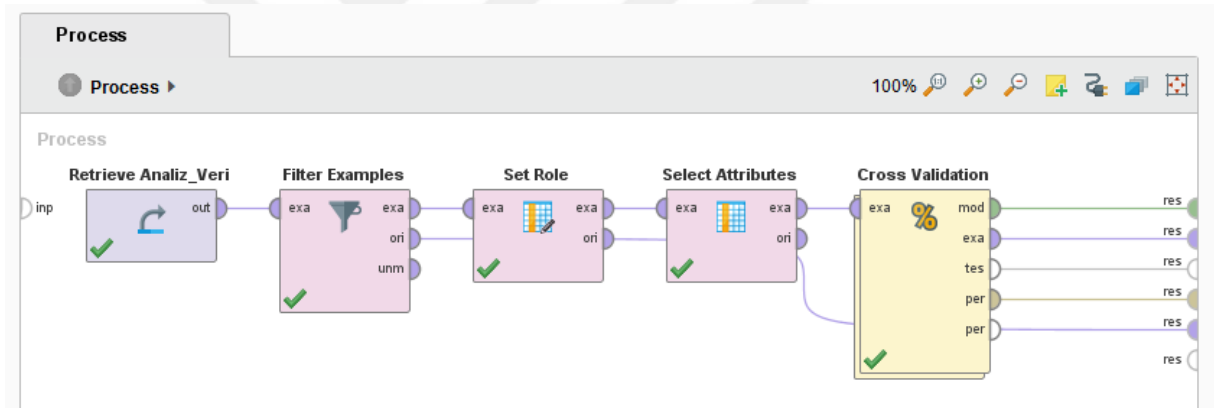 Process
Process
100%
Process
Retrieve Analiz_Veri
Filter Examples
Set Role
Select Attributes
Cross Validation
inp
out
exa
exa
ori
unm
exa
exa
ori
exa
exa
ori
exa
mod
exa
tes
per
per
res
res
res
res
res
res